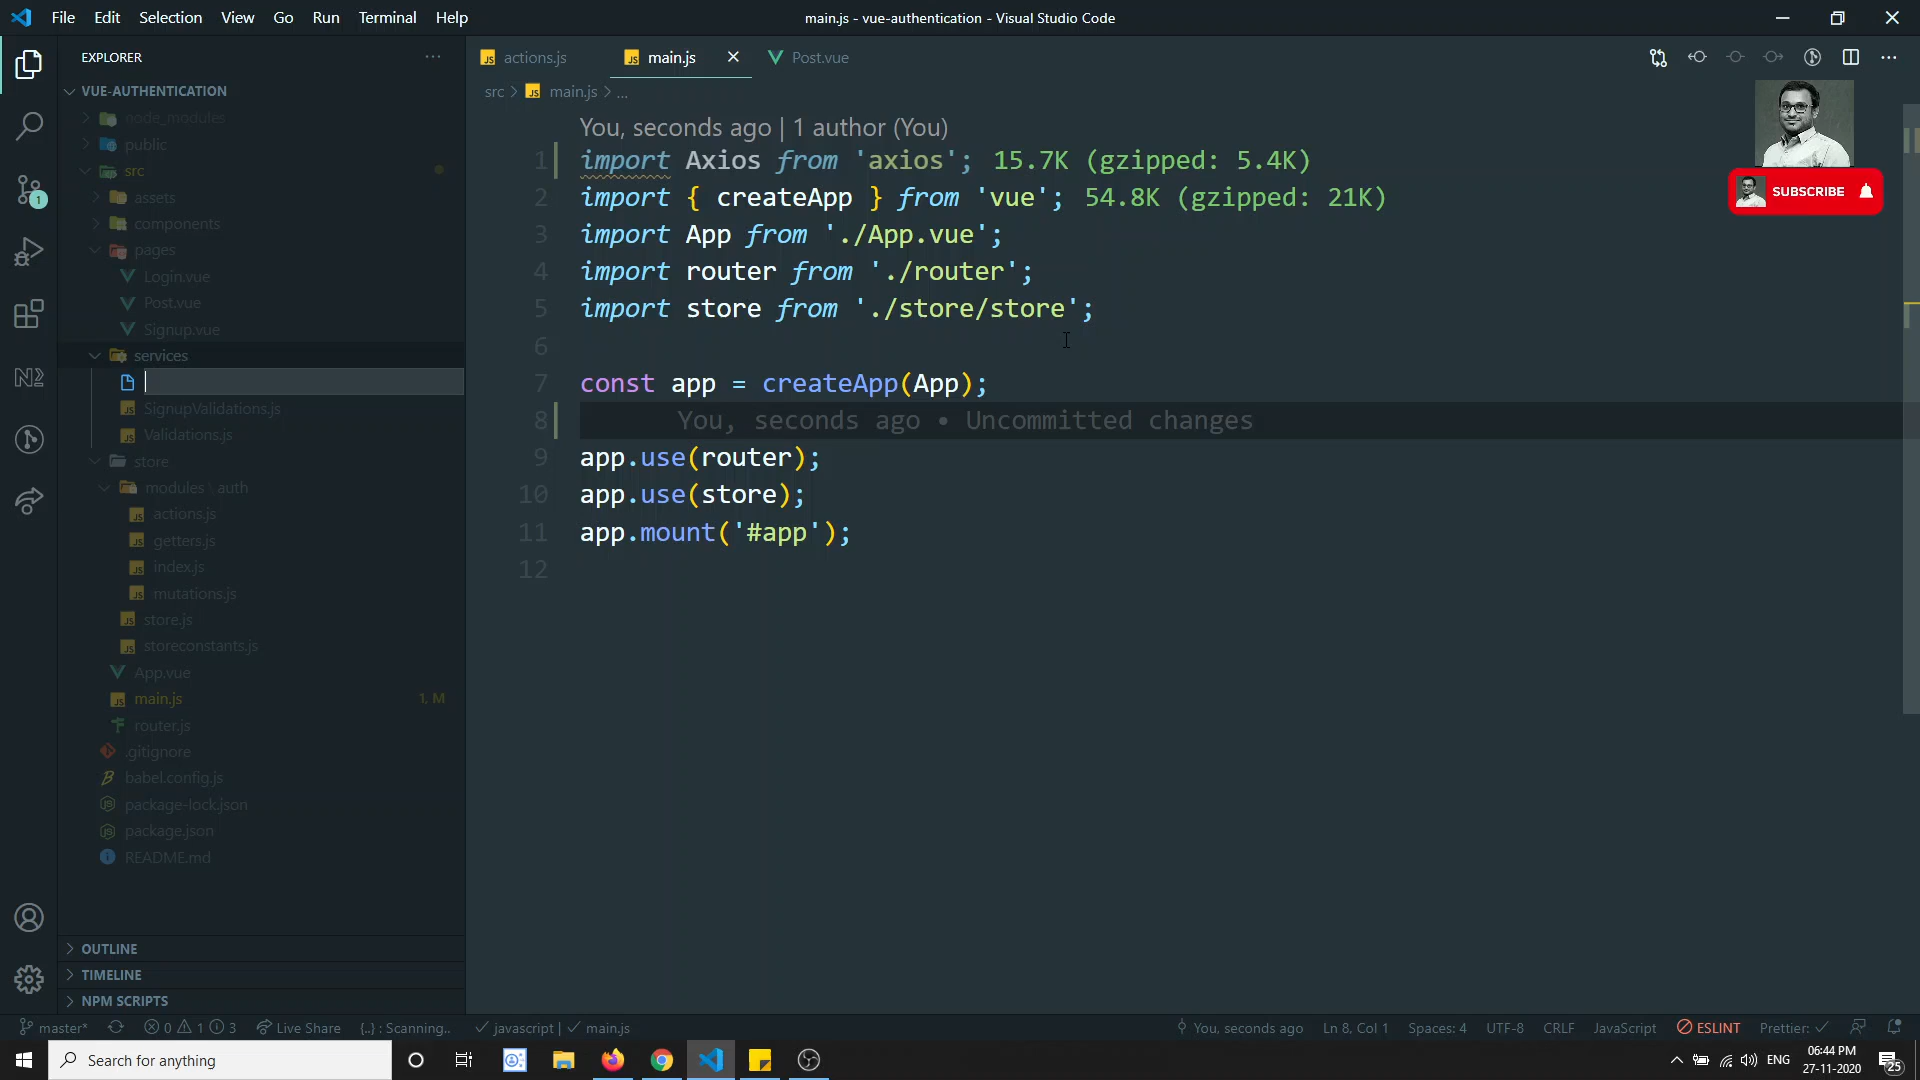 File Edit Selection View Go Run Terminal Help
main.js - vue-authentication - Visual Studio Code
EXPLORER
VUE-AUTHENTICATION
node_modules
public
src
assets
components
pages
Login.vue
Post.vue
Signup.vue
services
SignupValidations.js
Validations.js
store
modules \ auth
actions.js
getters.js
index.js
mutations.js
store.js
storeconstants.js
App.vue
main.js 1, M
router.js
.gitignore
babel.config.js
package-lock.json
package.json
README.md
OUTLINE
TIMELINE
NPM SCRIPTS
actions.js main.js Post.vue
src > main.js > ...
You, seconds ago | 1 author (You)
1 import Axios from 'axios'; 15.7K (gzipped: 5.4K)
2 import { createApp } from 'vue'; 54.8K (gzipped: 21K)
3 import App from './App.vue';
4 import router from './router';
5 import store from './store/store';
6
7 const app = createApp(App);
8 You, seconds ago • Uncommitted changes
9 app.use(router);
10 app.use(store);
11 app.mount('#app');
12
SUBSCRIBE
1
master* 0 1 3 Live Share {..} : Scanning.. javascript | main.js You, seconds ago Ln 8, Col 1 Spaces: 4 UTF-8 CRLF JavaScript ESLINT Prettier:
Search for anything
ENG
06:44 PM
27-11-2020
25